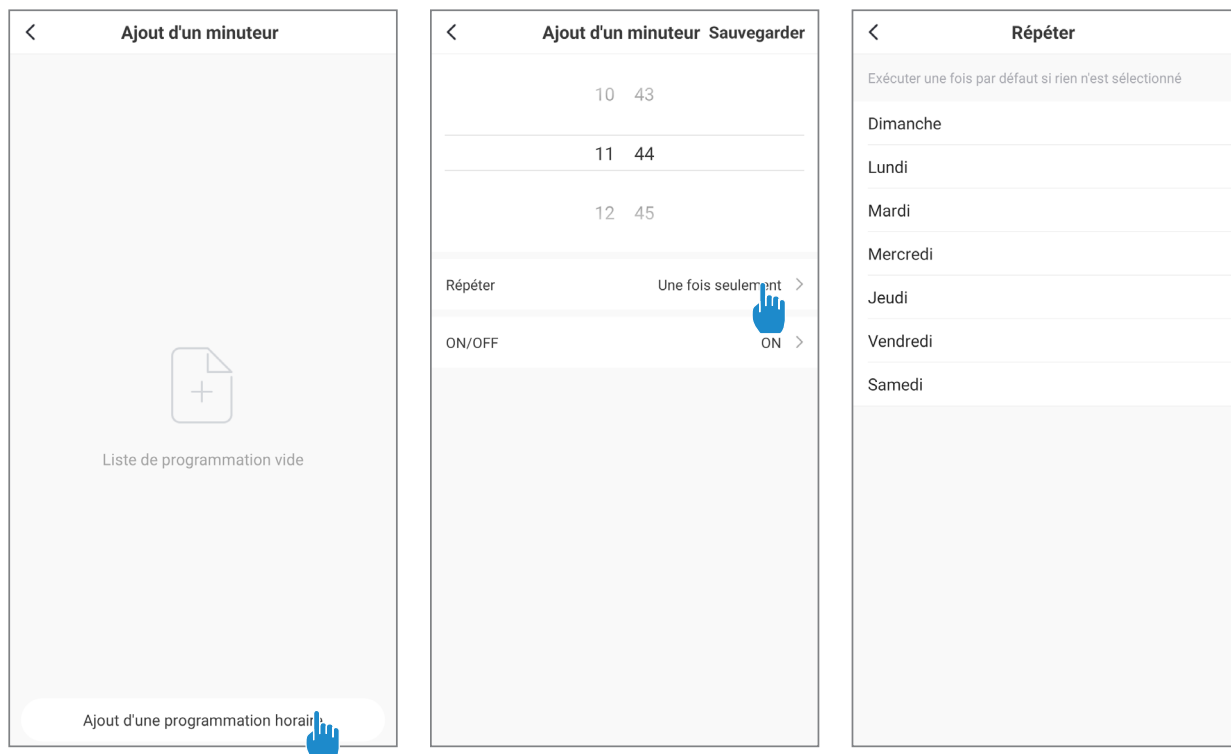 Ajout d'un minuteur
Liste de programmation vide
Ajout d'une programmation horaire
Ajout d'un minuteur Sauvegarder
10 43
11 44
12 45
Répéter Une fois seulement
ON/OFF ON
Répéter
Exécuter une fois par défaut si rien n'est sélectionné
Dimanche
Lundi
Mardi
Mercredi
Jeudi
Vendredi
Samedi